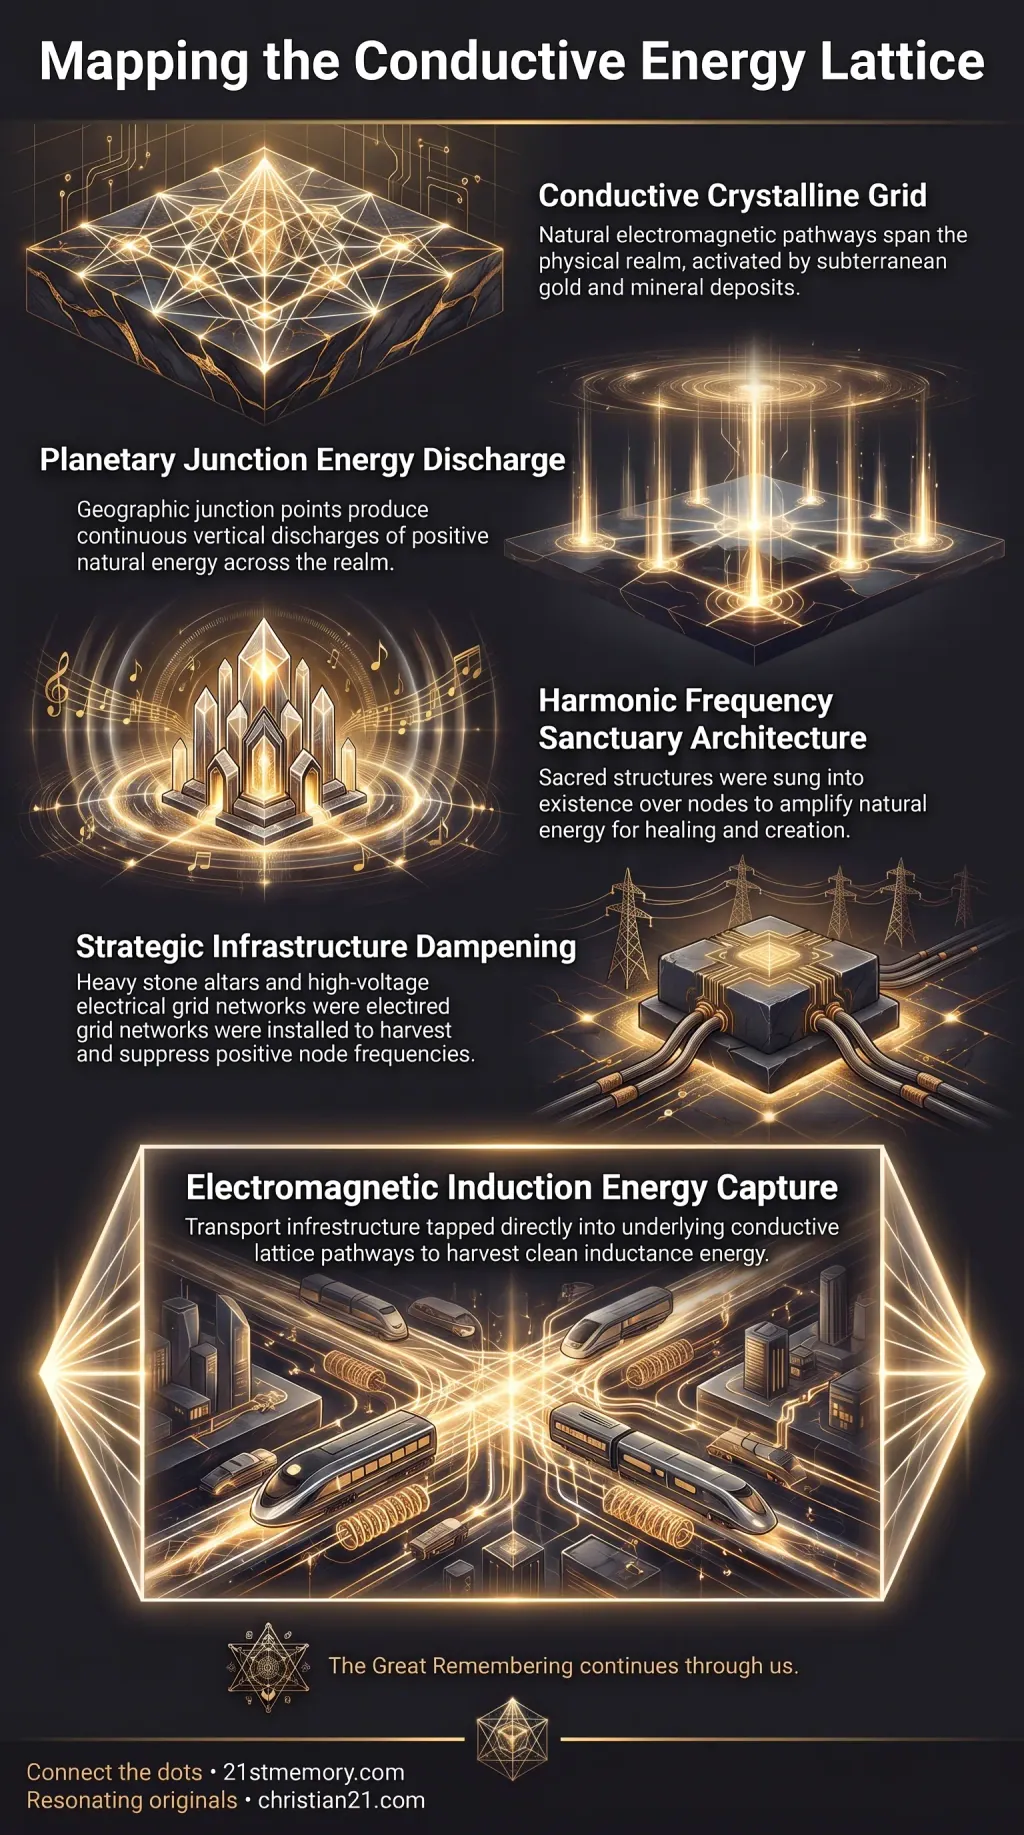 Mapping the Conductive Energy Lattice
Conductive Crystalline Grid
Natural electromagnetic pathways span the
physical realm, activated by subterranean
gold and mineral deposits.
Planetary Junction Energy Discharge
Geographic junction points produce
continuous vertical discharges of positive
natural energy across the realm.
Harmonic Frequency
Sanctuary Architecture
Sacred structures were sung into
existence over nodes to amplify natural
energy for healing and creation.
Strategic Infrastructure Dampening
Heavy stone altars and high-voltage
electrical grid networks were electired
grid networks were installed to harvest
and suppress positive node frequencies.
Electromagnetic Induction Energy Capture
Transport infrestructure tapped directly into underlying conductive
lattice pathways to harvest clean inductance energy.
The Great Remembering continues through us.
Connect the dots • 21stmemory.com
Resonating originals • christian21.com